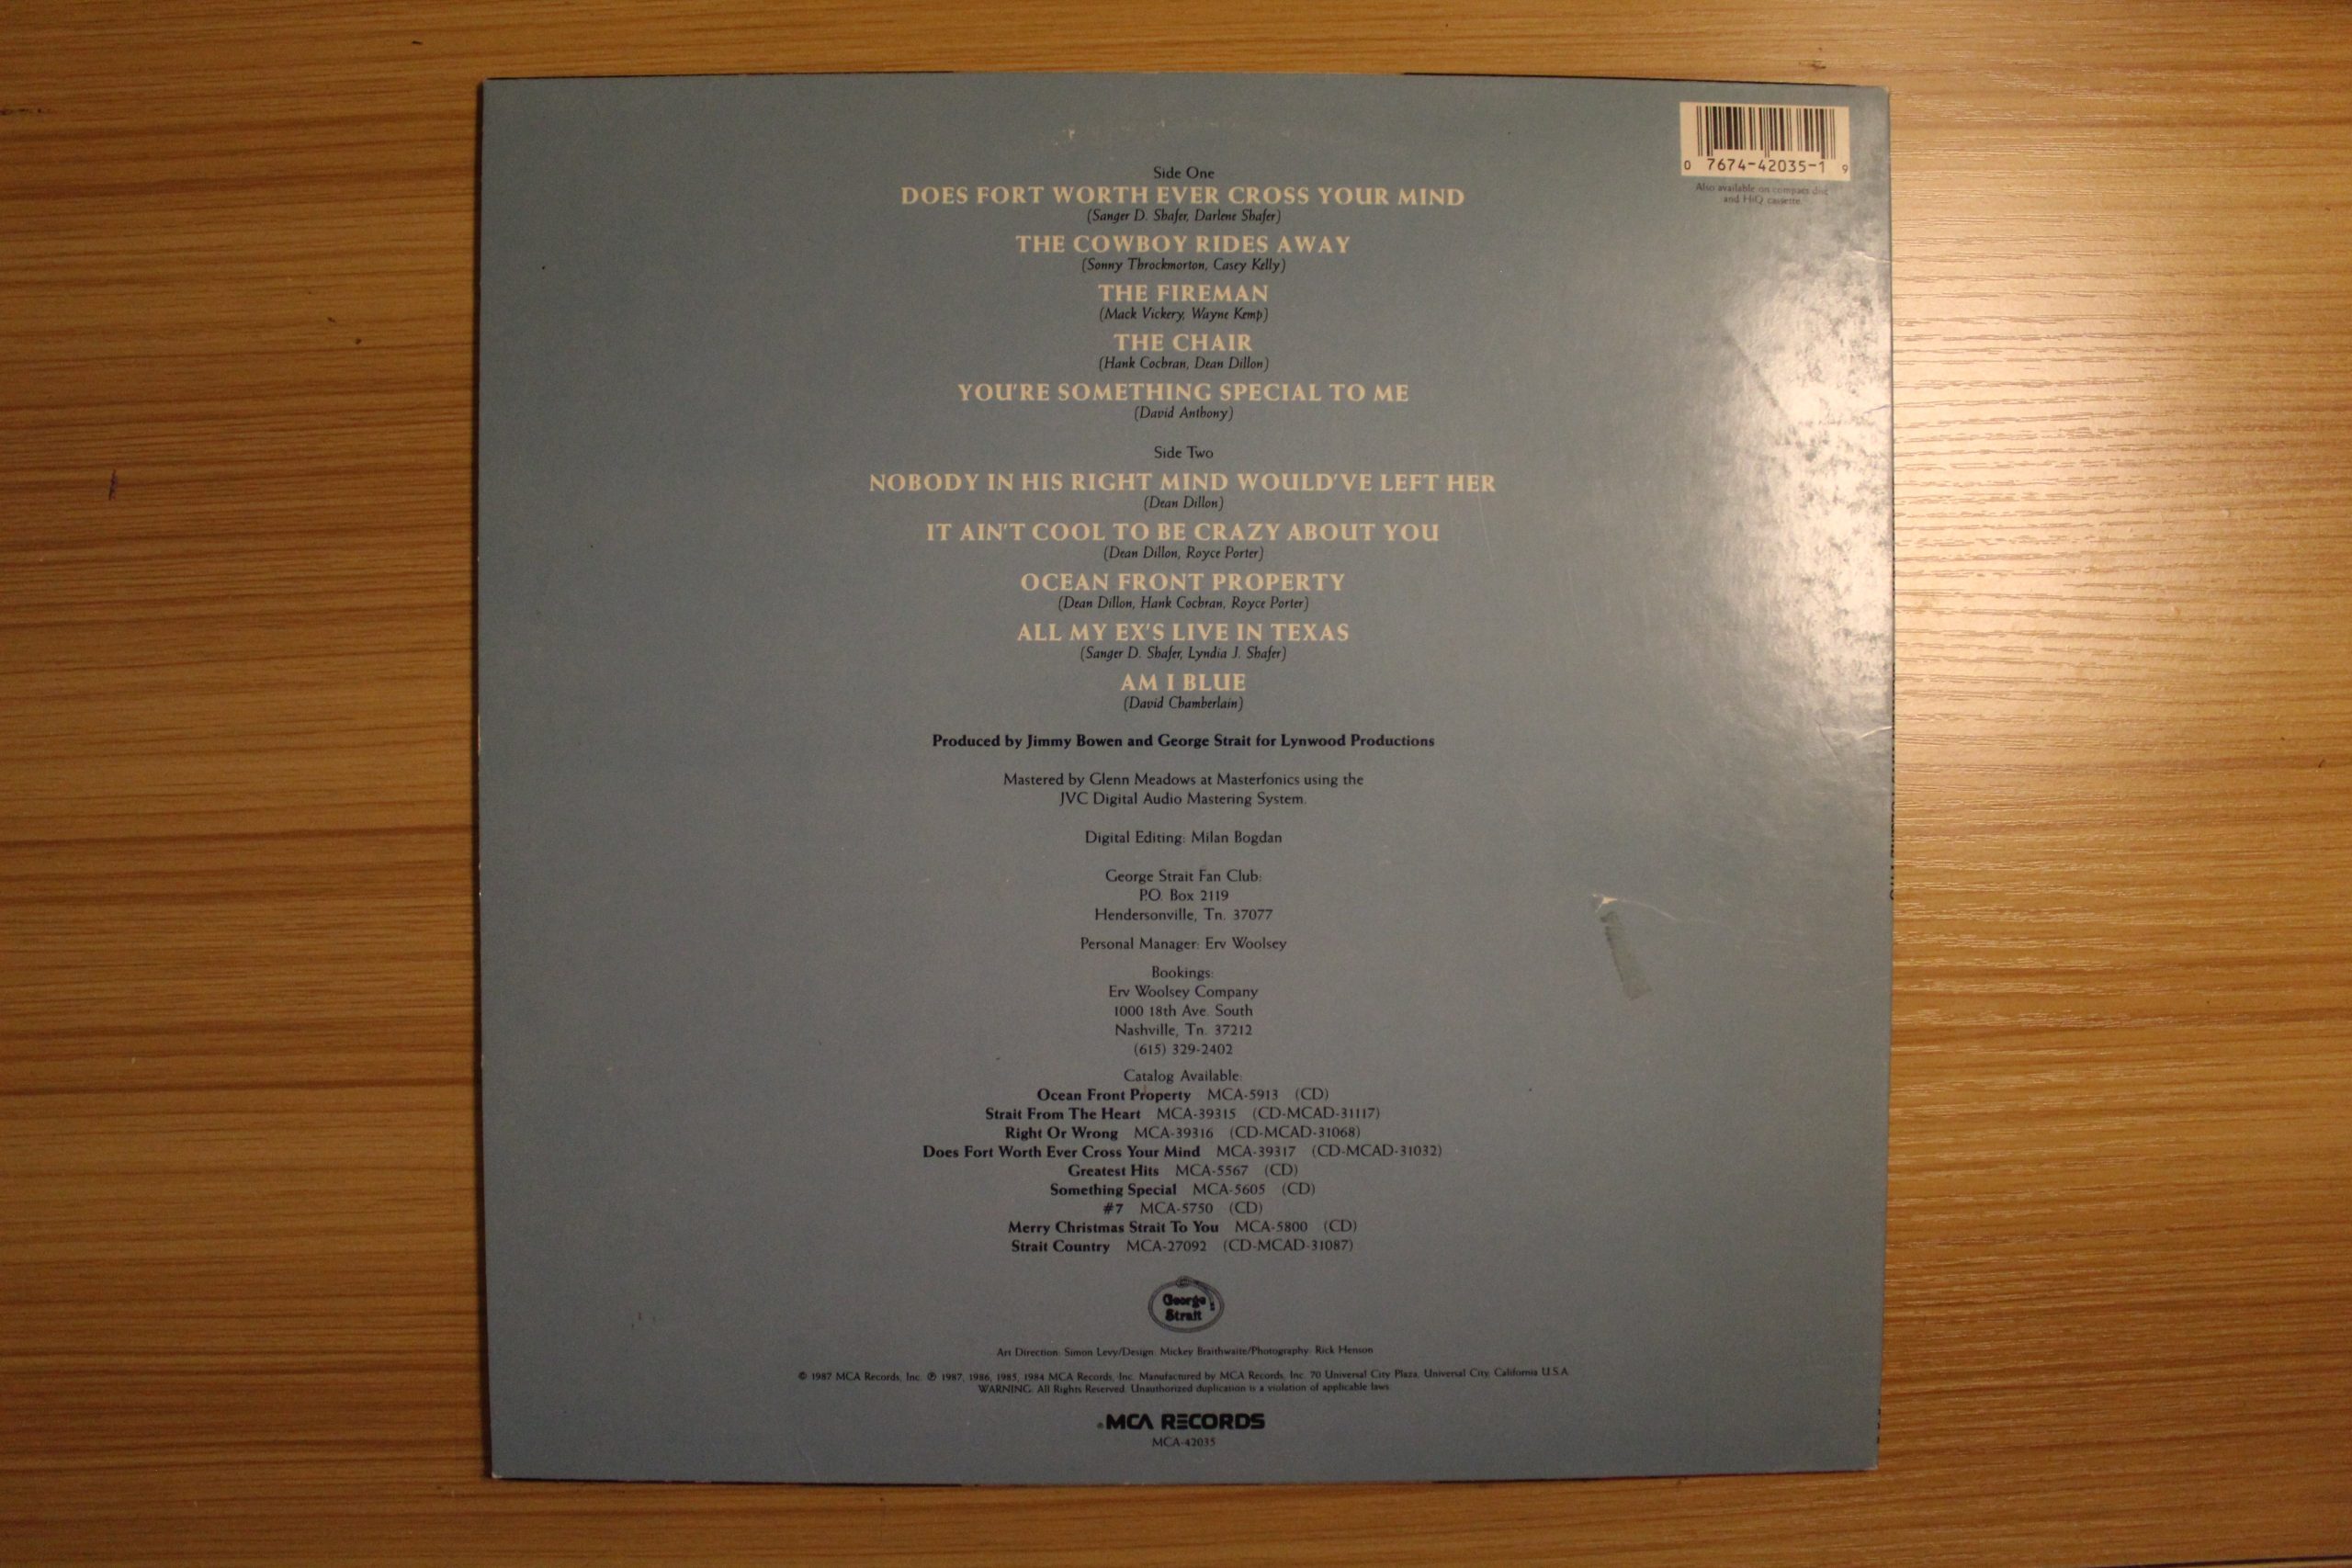 0 7674-42035-1 9
Also available on compact disc
and HiQ cassette.
Side One
DOES FORT WORTH EVER CROSS YOUR MIND
(Sanger D. Shafer, Darlene Shafer)
THE COWBOY RIDES AWAY
(Sonny Throckmorton, Casey Kelly)
THE FIREMAN
(Mack Vickery, Wayne Kemp)
THE CHAIR
(Hank Cochran, Dean Dillon)
YOU'RE SOMETHING SPECIAL TO ME
(David Anthony)
Side Two
NOBODY IN HIS RIGHT MIND WOULD'VE LEFT HER
(Dean Dillon)
IT AIN'T COOL TO BE CRAZY ABOUT YOU
(Dean Dillon, Royce Porter)
OCEAN FRONT PROPERTY
(Dean Dillon, Hank Cochran, Royce Porter)
ALL MY EX'S LIVE IN TEXAS
(Sanger D. Shafer, Lyndia J. Shafer)
AM I BLUE
(David Chamberlain)
Produced by Jimmy Bowen and George Strait for Lynwood Productions
Mastered by Glenn Meadows at Masterfonics using the
JVC Digital Audio Mastering System.
Digital Editing: Milan Bogdan
George Strait Fan Club:
P.O. Box 2119
Hendersonville, Tn. 37077
Personal Manager: Erv Woolsey
Bookings:
Erv Woolsey Company
1000 18th Ave. South
Nashville, Tn. 37212
(615) 329-2402
Catalog Available:
Ocean Front Property MCA-5913 (CD)
Strait From The Heart MCA-39315 (CD-MCAD-31117)
Right Or Wrong MCA-39316 (CD-MCAD-31068)
Does Fort Worth Ever Cross Your Mind MCA-39317 (CD-MCAD-31032)
Greatest Hits MCA-5567 (CD)
Something Special MCA-5605 (CD)
#7 MCA-5750 (CD)
Merry Christmas Strait To You MCA-5800 (CD)
Strait Country MCA-27092 (CD-MCAD-31087)
George
Strait
Art Direction: Simon Levy/Design: Mickey Braithwaite/Photography: Rick Henson
© 1987 MCA Records, Inc. ℗ 1987, 1986, 1985, 1984 MCA Records, Inc. Manufactured by MCA Records, Inc. 70 Universal City Plaza, Universal City, California U.S.A.
WARNING: All Rights Reserved. Unauthorized duplication is a violation of applicable laws.
MCA RECORDS
MCA-42035